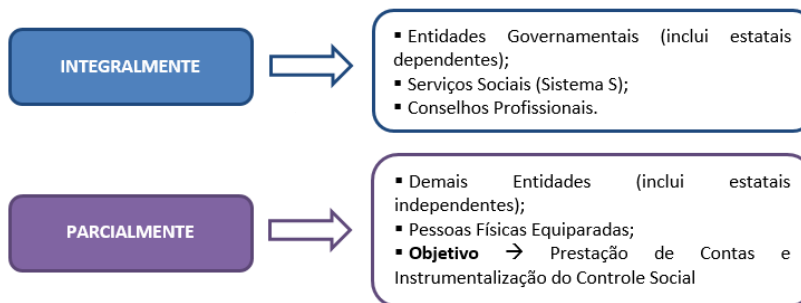 INTEGRALMENTE
▪ Entidades Governamentais (inclui estatais
dependentes);
▪ Serviços Sociais (Sistema S);
▪ Conselhos Profissionais.
PARCIALMENTE
▪ Demais Entidades (inclui estatais
independentes);
▪ Pessoas Físicas Equiparadas;
▪ Objetivo → Prestação de Contas e
Instrumentalização do Controle Social